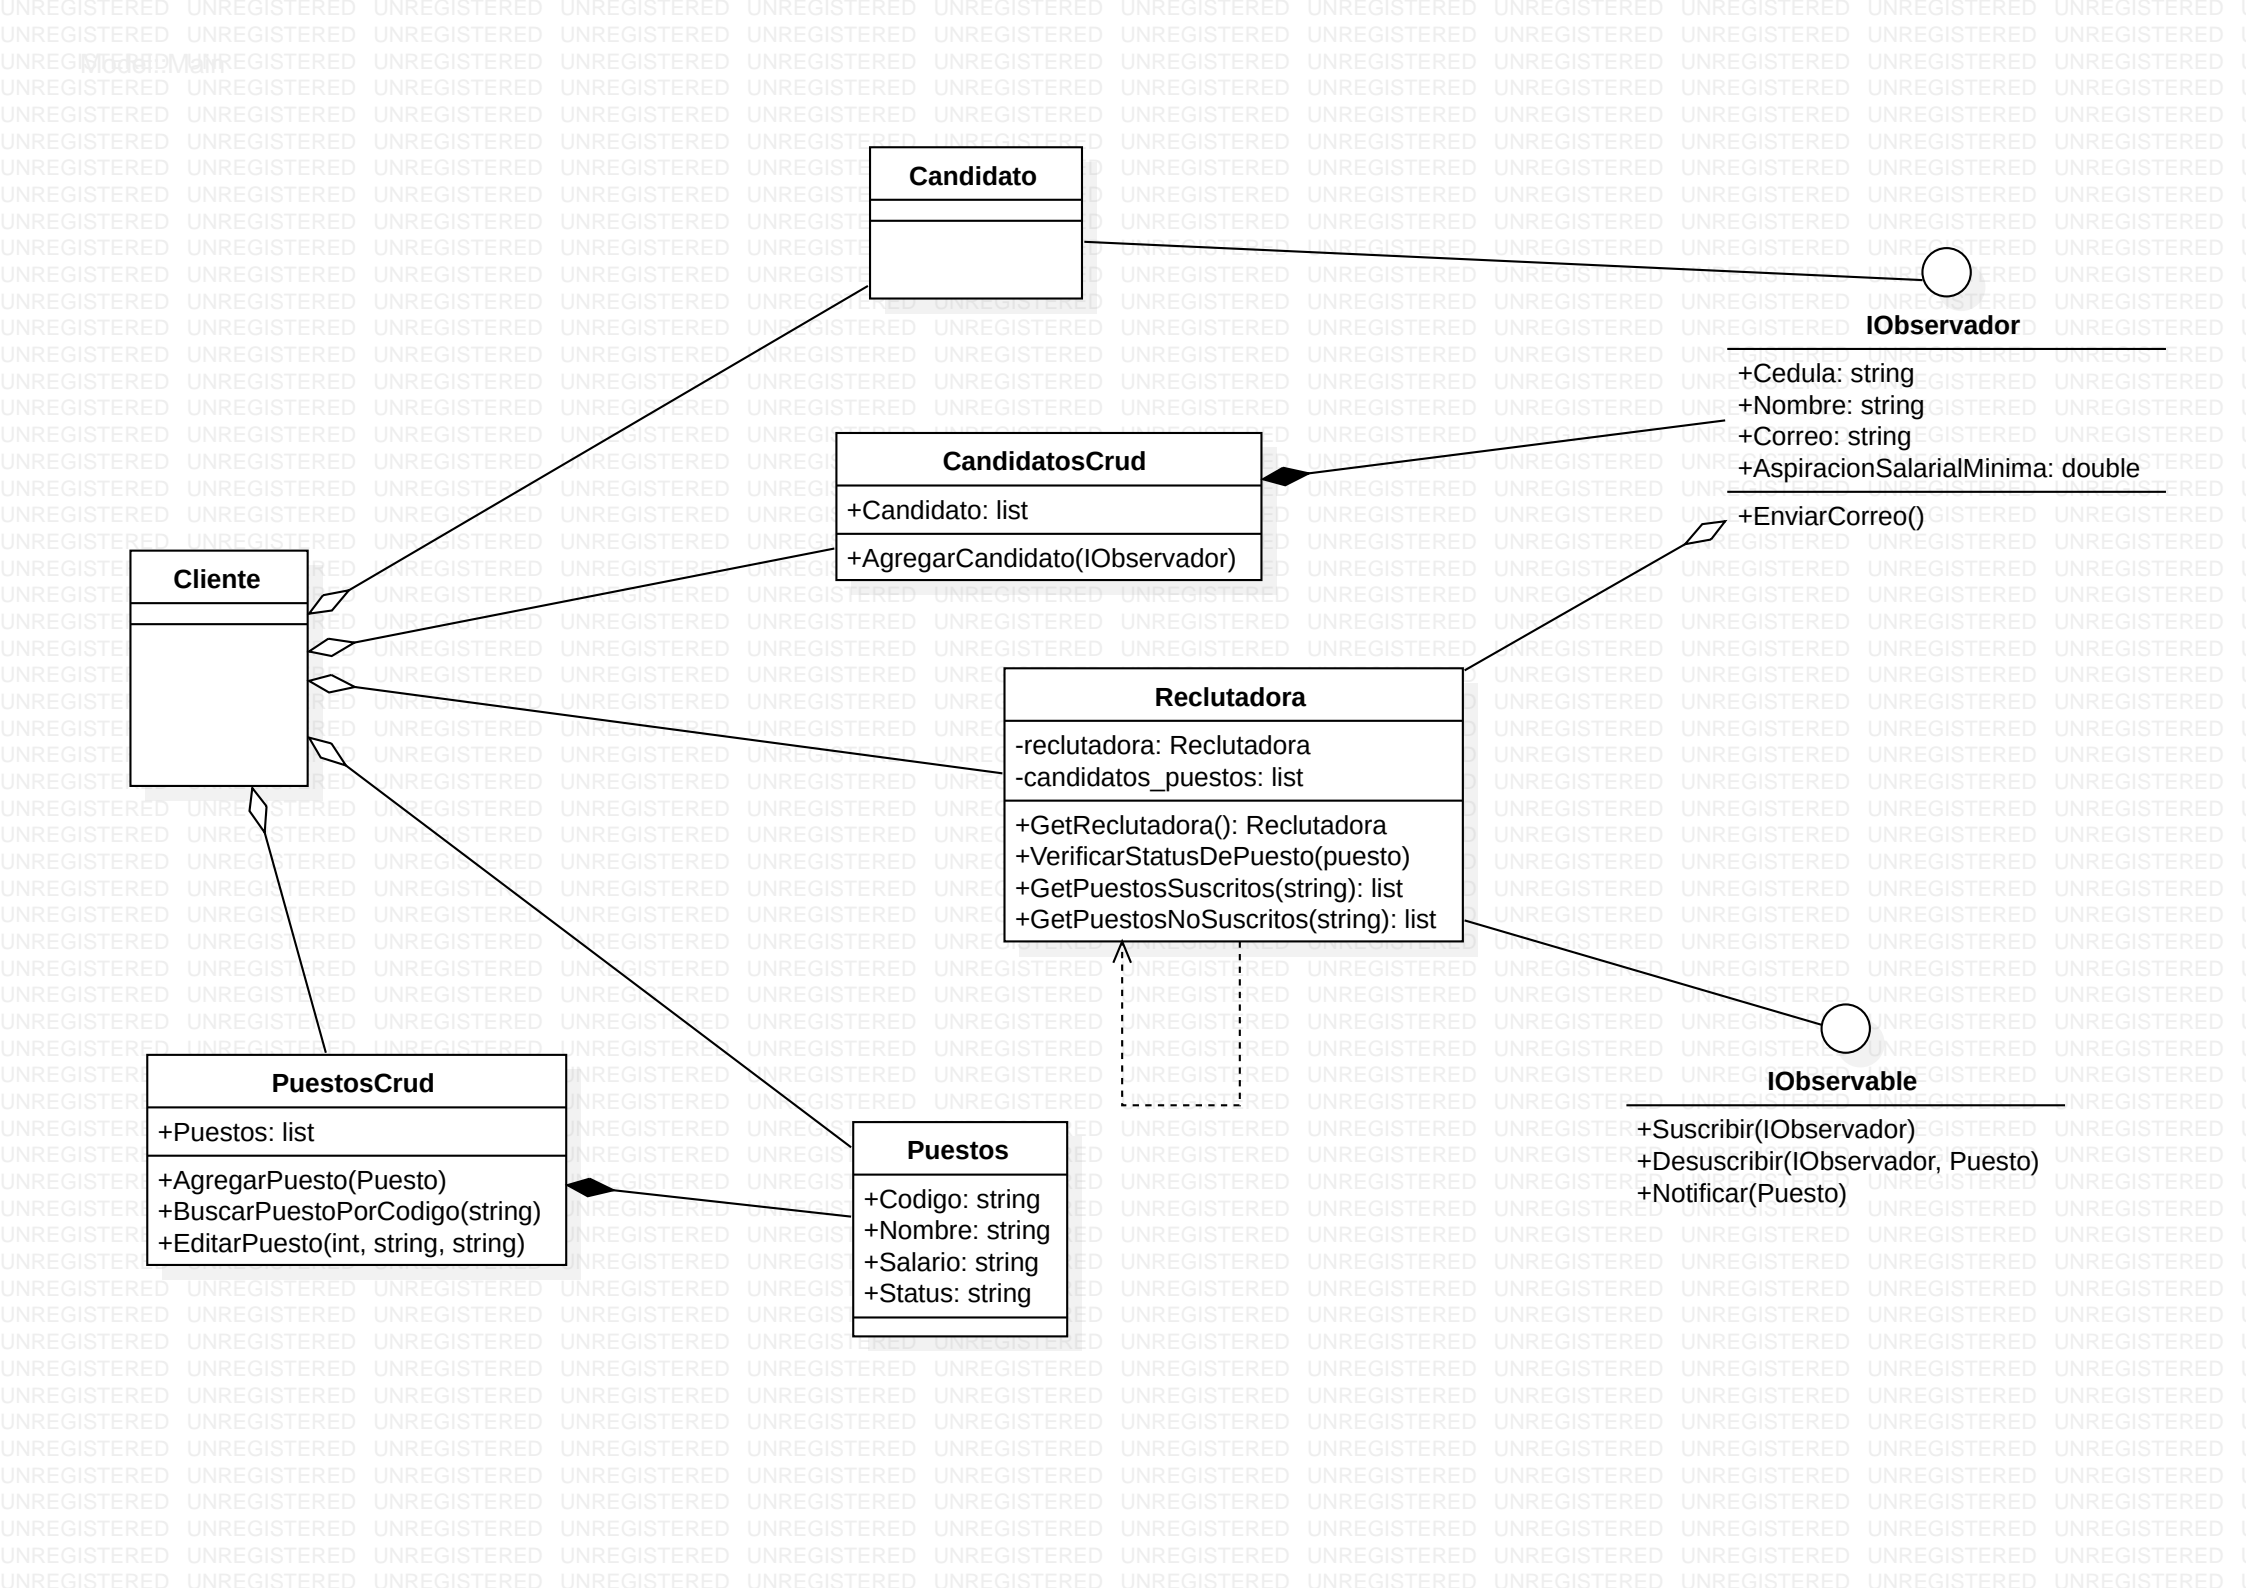 Model::Main
Candidato
IObservador
+Cedula: string
+Nombre: string
+Correo: string
+AspiracionSalarialMinima: double
+EnviarCorreo()
CandidatosCrud
+Candidato: list
+AgregarCandidato(IObservador)
Cliente
Reclutadora
-reclutadora: Reclutadora
-candidatos_puestos: list
+GetReclutadora(): Reclutadora
+VerificarStatusDePuesto(puesto)
+GetPuestosSuscritos(string): list
+GetPuestosNoSuscritos(string): list
IObservable
+Suscribir(IObservador)
+Desuscribir(IObservador, Puesto)
+Notificar(Puesto)
PuestosCrud
+Puestos: list
+AgregarPuesto(Puesto)
+BuscarPuestoPorCodigo(string)
+EditarPuesto(int, string, string)
Puestos
+Codigo: string
+Nombre: string
+Salario: string
+Status: string
UNREGISTERED